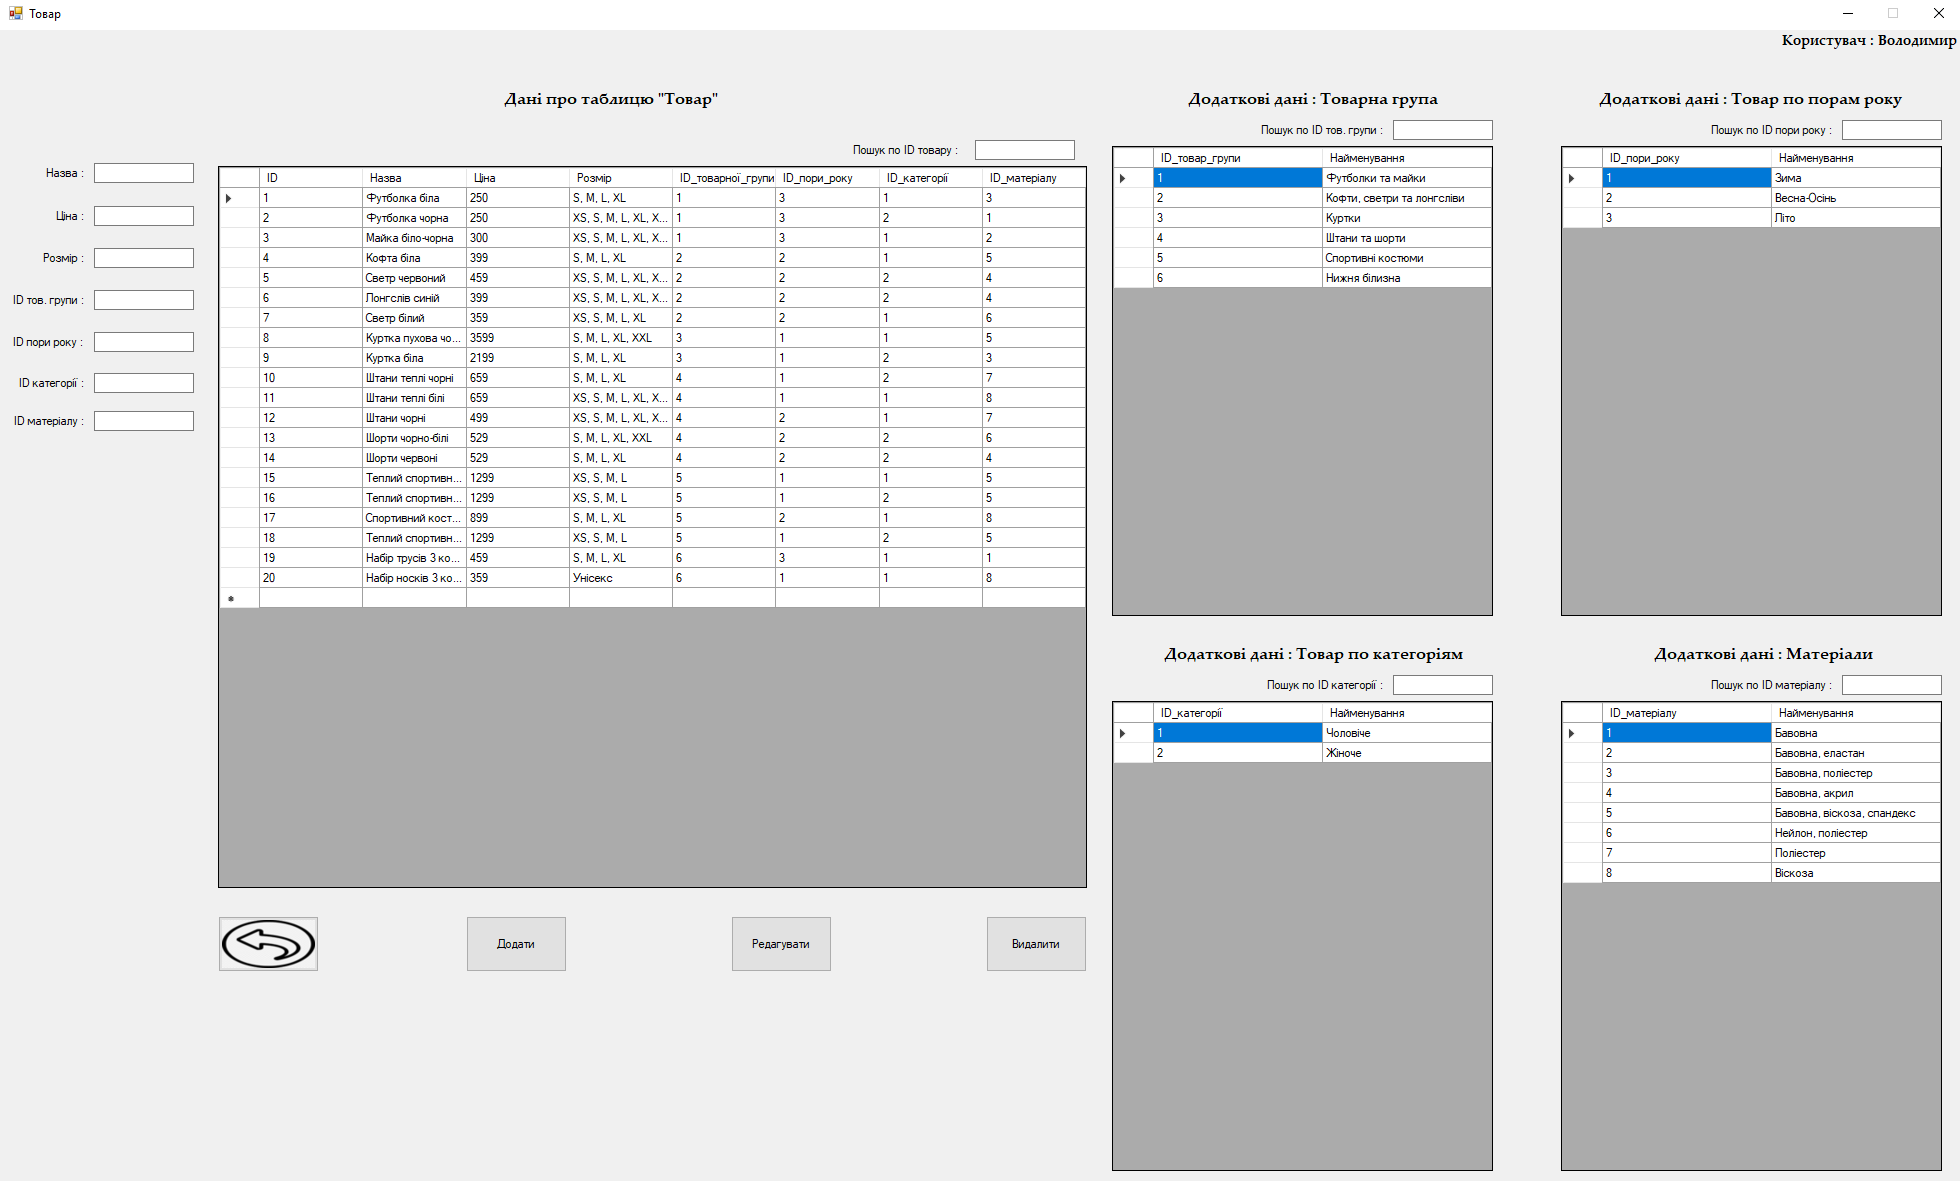 Товар
Користувач : Володимир
Дані про таблицю "Товар"
Пошук по ID товару :
Назва :
Ціна :
Розмір :
ID тов. групи :
ID пори року :
ID категорії :
ID матеріалу :
ID Назва Ціна Розмір ID_товарної_групи ID_пори_року ID_категорії ID_матеріалу
1 Футболка біла 250 S, M, L, XL 1 3 1 3
2 Футболка чорна 250 XS, S, M, L, XL, X... 1 3 2 1
3 Майка біло-чорна 300 XS, S, M, L, XL, X... 1 3 1 2
4 Кофта біла 399 S, M, L, XL 2 2 1 5
5 Светр червоний 459 XS, S, M, L, XL, X... 2 2 2 4
6 Лонгслів синій 399 XS, S, M, L, XL, X... 2 2 2 4
7 Светр білий 359 XS, S, M, L, XL 2 2 1 6
8 Куртка пухова чо... 3599 S, M, L, XL, XXL 3 1 1 5
9 Куртка біла 2199 S, M, L, XL 3 1 2 3
10 Штани теплі чорні 659 S, M, L, XL 4 1 2 7
11 Штани теплі білі 659 XS, S, M, L, XL, X... 4 1 1 8
12 Штани чорні 499 XS, S, M, L, XL, X... 4 2 1 7
13 Шорти чорно-білі 529 S, M, L, XL, XXL 4 2 2 6
14 Шорти червоні 529 S, M, L, XL 4 2 2 4
15 Теплий спортивн... 1299 XS, S, M, L 5 1 1 5
16 Теплий спортивн... 1299 XS, S, M, L 5 1 2 5
17 Спортивний кост... 899 S, M, L, XL 5 2 1 8
18 Теплий спортивн... 1299 XS, S, M, L 5 1 2 5
19 Набір трусів 3 ко... 459 S, M, L, XL 6 3 1 1
20 Набір носків 3 ко... 359 Унісекс 6 1 1 8
Додати
Редагувати
Видалити
Додаткові дані : Товарна група
Пошук по ID тов. групи :
ID_товар_групи Найменування
1 Футболки та майки
2 Кофти, светри та лонгсліви
3 Куртки
4 Штани та шорти
5 Спортивні костюми
6 Нижня білизна
Додаткові дані : Товар по порам року
Пошук по ID пори року :
ID_пори_року Найменування
1 Зима
2 Весна-Осінь
3 Літо
Додаткові дані : Товар по категоріям
Пошук по ID категорії :
ID_категорії Найменування
1 Чоловіче
2 Жіноче
Додаткові дані : Матеріали
Пошук по ID матеріалу :
ID_матеріалу Найменування
1 Бавовна
2 Бавовна, еластан
3 Бавовна, поліестер
4 Бавовна, акрил
5 Бавовна, віскоза, спандекс
6 Нейлон, поліестер
7 Поліестер
8 Віскоза